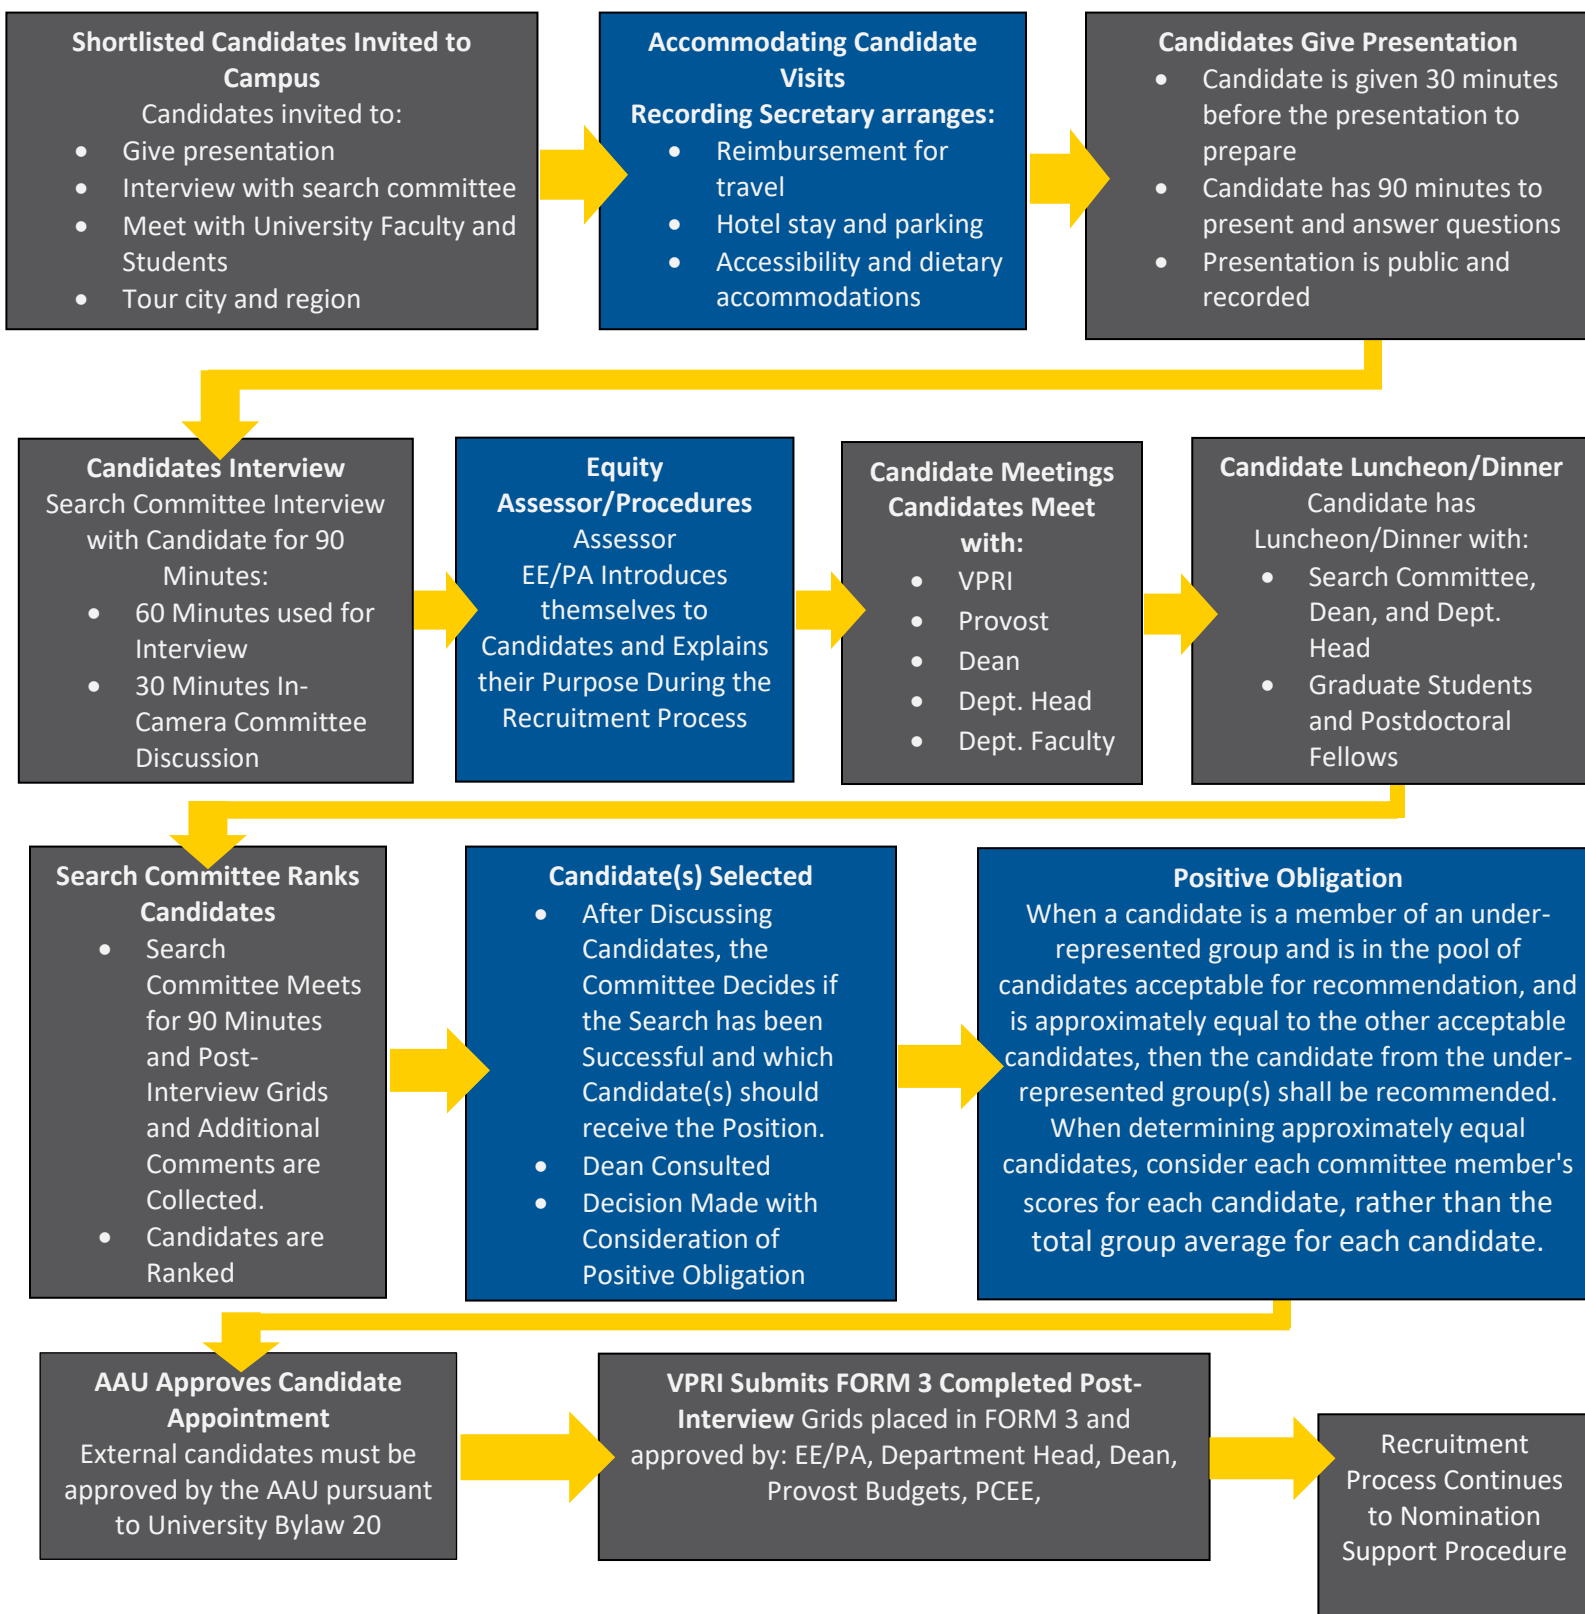 Shortlisted Candidates Invited to
Campus
Candidates invited to:
• Give presentation
• Interview with search committee
• Meet with University Faculty and
Students
• Tour city and region
Accommodating Candidate
Visits
Recording Secretary arranges:
• Reimbursement for
travel
• Hotel stay and parking
• Accessibility and dietary
accommodations
Candidates Give Presentation
• Candidate is given 30 minutes
before the presentation to
prepare
• Candidate has 90 minutes to
present and answer questions
• Presentation is public and
recorded
Candidates Interview
Search Committee Interview
with Candidate for 90
Minutes:
• 60 Minutes used for
Interview
• 30 Minutes In-
Camera Committee
Discussion
Equity
Assessor/Procedures
Assessor
EE/PA Introduces
themselves to
Candidates and Explains
their Purpose During the
Recruitment Process
Candidate Meetings
Candidates Meet
with:
• VPRI
• Provost
• Dean
• Dept. Head
• Dept. Faculty
Candidate Luncheon/Dinner
Candidate has
Luncheon/Dinner with:
• Search Committee,
Dean, and Dept.
Head
• Graduate Students
and Postdoctoral
Fellows
Search Committee Ranks
Candidates
• Search
Committee Meets
for 90 Minutes
and Post-
Interview Grids
and Additional
Comments are
Collected.
• Candidates are
Ranked
Candidate(s) Selected
• After Discussing
Candidates, the
Committee Decides if
the Search has been
Successful and which
Candidate(s) should
receive the Position.
• Dean Consulted
• Decision Made with
Consideration of
Positive Obligation
Positive Obligation
When a candidate is a member of an under-
represented group and is in the pool of
candidates acceptable for recommendation, and
is approximately equal to the other acceptable
candidates, then the candidate from the under-
represented group(s) shall be recommended.
When determining approximately equal
candidates, consider each committee member's
scores for each candidate, rather than the
total group average for each candidate.
AAU Approves Candidate
Appointment
External candidates must be
approved by the AAU pursuant
to University Bylaw 20
VPRI Submits FORM 3 Completed Post-
Interview Grids placed in FORM 3 and
approved by: EE/PA, Department Head, Dean,
Provost Budgets, PCEE,
Recruitment
Process Continues
to Nomination
Support Procedure